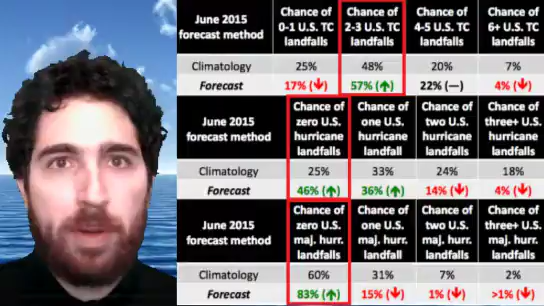 June 2015 forecast method | Chance of 0-1 U.S. TC landfalls | Chance of 2-3 U.S. TC landfalls | Chance of 4-5 U.S. TC landfalls | Chance of 6+ U.S. TC landfalls
Climatology | 25% | 48% | 20% | 7%
Forecast | 17% (↓) | 57% (↑) | 22% (—) | 4% (↓)
June 2015 forecast method | Chance of zero U.S. hurricane landfalls | Chance of one U.S. hurricane landfall | Chance of two U.S. hurricane landfalls | Chance of three+ U.S. hurricane landfalls
Climatology | 25% | 33% | 24% | 18%
Forecast | 46% (↑) | 36% (↑) | 14% (↓) | 4% (↓)
June 2015 forecast method | Chance of zero U.S. maj. hurr. landfalls | Chance of one U.S. maj. hurr. landfall | Chance of two U.S. maj. hurr. landfalls | Chance of three+ U.S. maj. hurr. landfalls
Climatology | 60% | 31% | 7% | 2%
Forecast | 83% (↑) | 15% (↓) | 1% (↓) | >1% (↓)